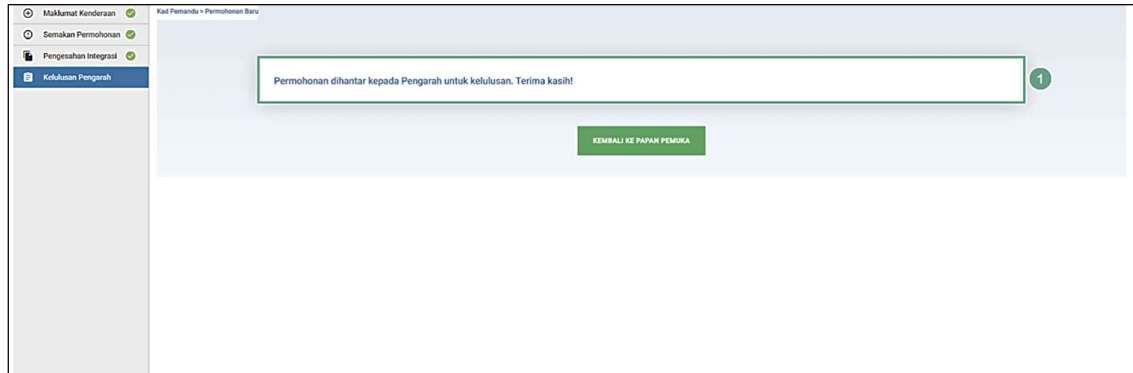 Maklumat Kenderaan
Semakan Permohonan
Pengesahan Integrasi
Kelulusan Pengarah
Kad Pemandu > Permohonan Baru
Permohonan dihantar kepada Pengarah untuk kelulusan. Terima kasih!
1
KEMBALI KE PAPAN PEMUKA